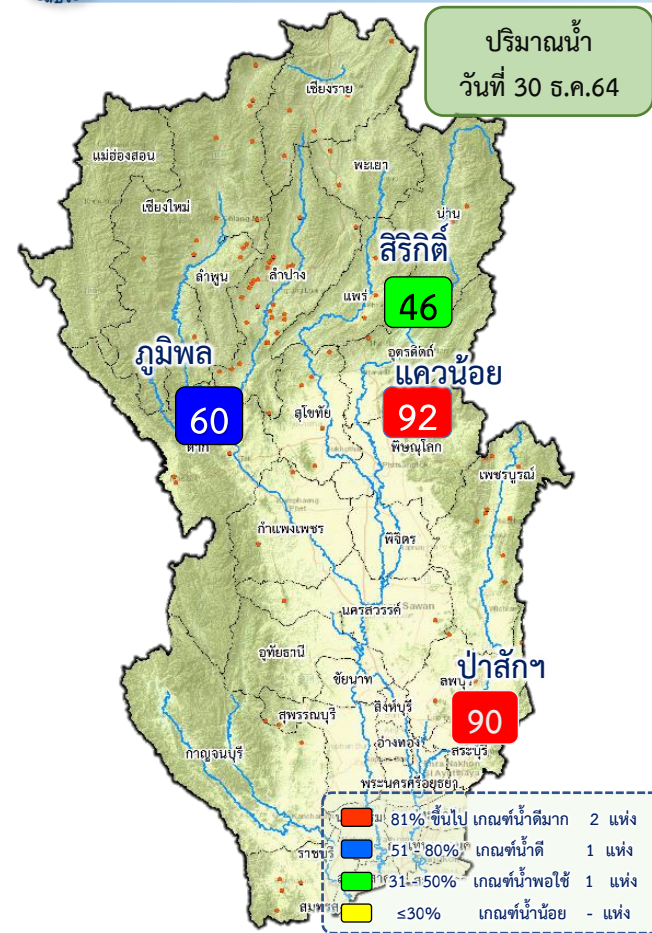 ปริมาณน้ำ
วันที่ 30 ธ.ค.64
เชียงราย
แม่ฮ่องสอน
พะเยา
เชียงใหม่
น่าน
สิริกิติ์
ลำพูน
ลำปาง
แพร่
46
อุตรดิตถ์
ภูมิพล
แควน้อย
60
สุโขทัย
92
ตาก
พิษณุโลก
เพชรบูรณ์
กำแพงเพชร
พิจิตร
นครสวรรค์
อุทัยธานี
ป่าสักฯ
ชัยนาท
ลพบุรี
สุพรรณบุรี
สิงห์บุรี
90
อ่างทอง
กาญจนบุรี
สระบุรี
พระนครศรีอยุธยา
81% ขึ้นไป เกณฑ์น้ำดีมาก 2 แห่ง
51 - 80% เกณฑ์น้ำดี 1 แห่ง
ราชบุรี
31 - 50% เกณฑ์น้ำพอใช้ 1 แห่ง
≤30% เกณฑ์น้ำน้อย - แห่ง